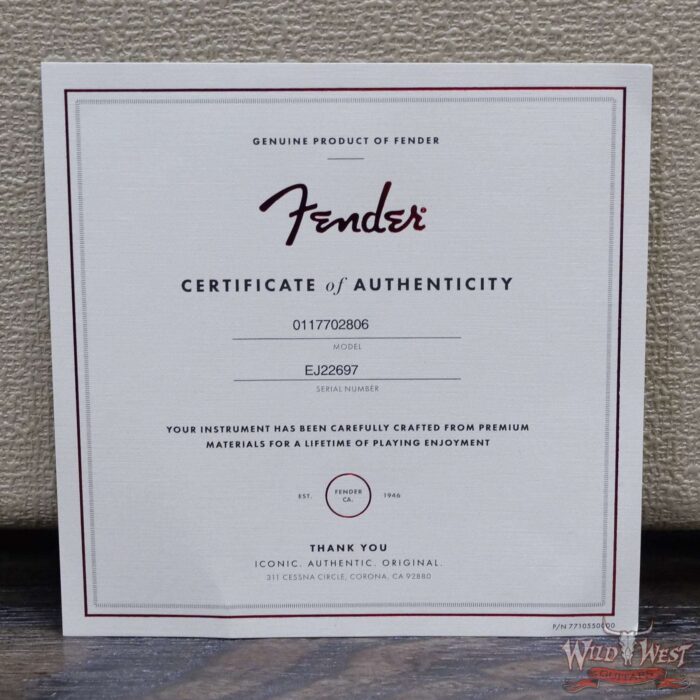 GENUINE PRODUCT OF FENDER
Fender
CERTIFICATE of AUTHENTICITY
0117702806
MODEL
EJ22697
SERIAL NUMBER
YOUR INSTRUMENT HAS BEEN CAREFULLY CRAFTED FROM PREMIUM
MATERIALS FOR A LIFETIME OF PLAYING ENJOYMENT
EST. FENDER CA. 1946
THANK YOU
ICONIC. AUTHENTIC. ORIGINAL.
311 CESSNA CIRCLE, CORONA, CA 92880
P/N 7710550000
WILD WEST
GUITARS